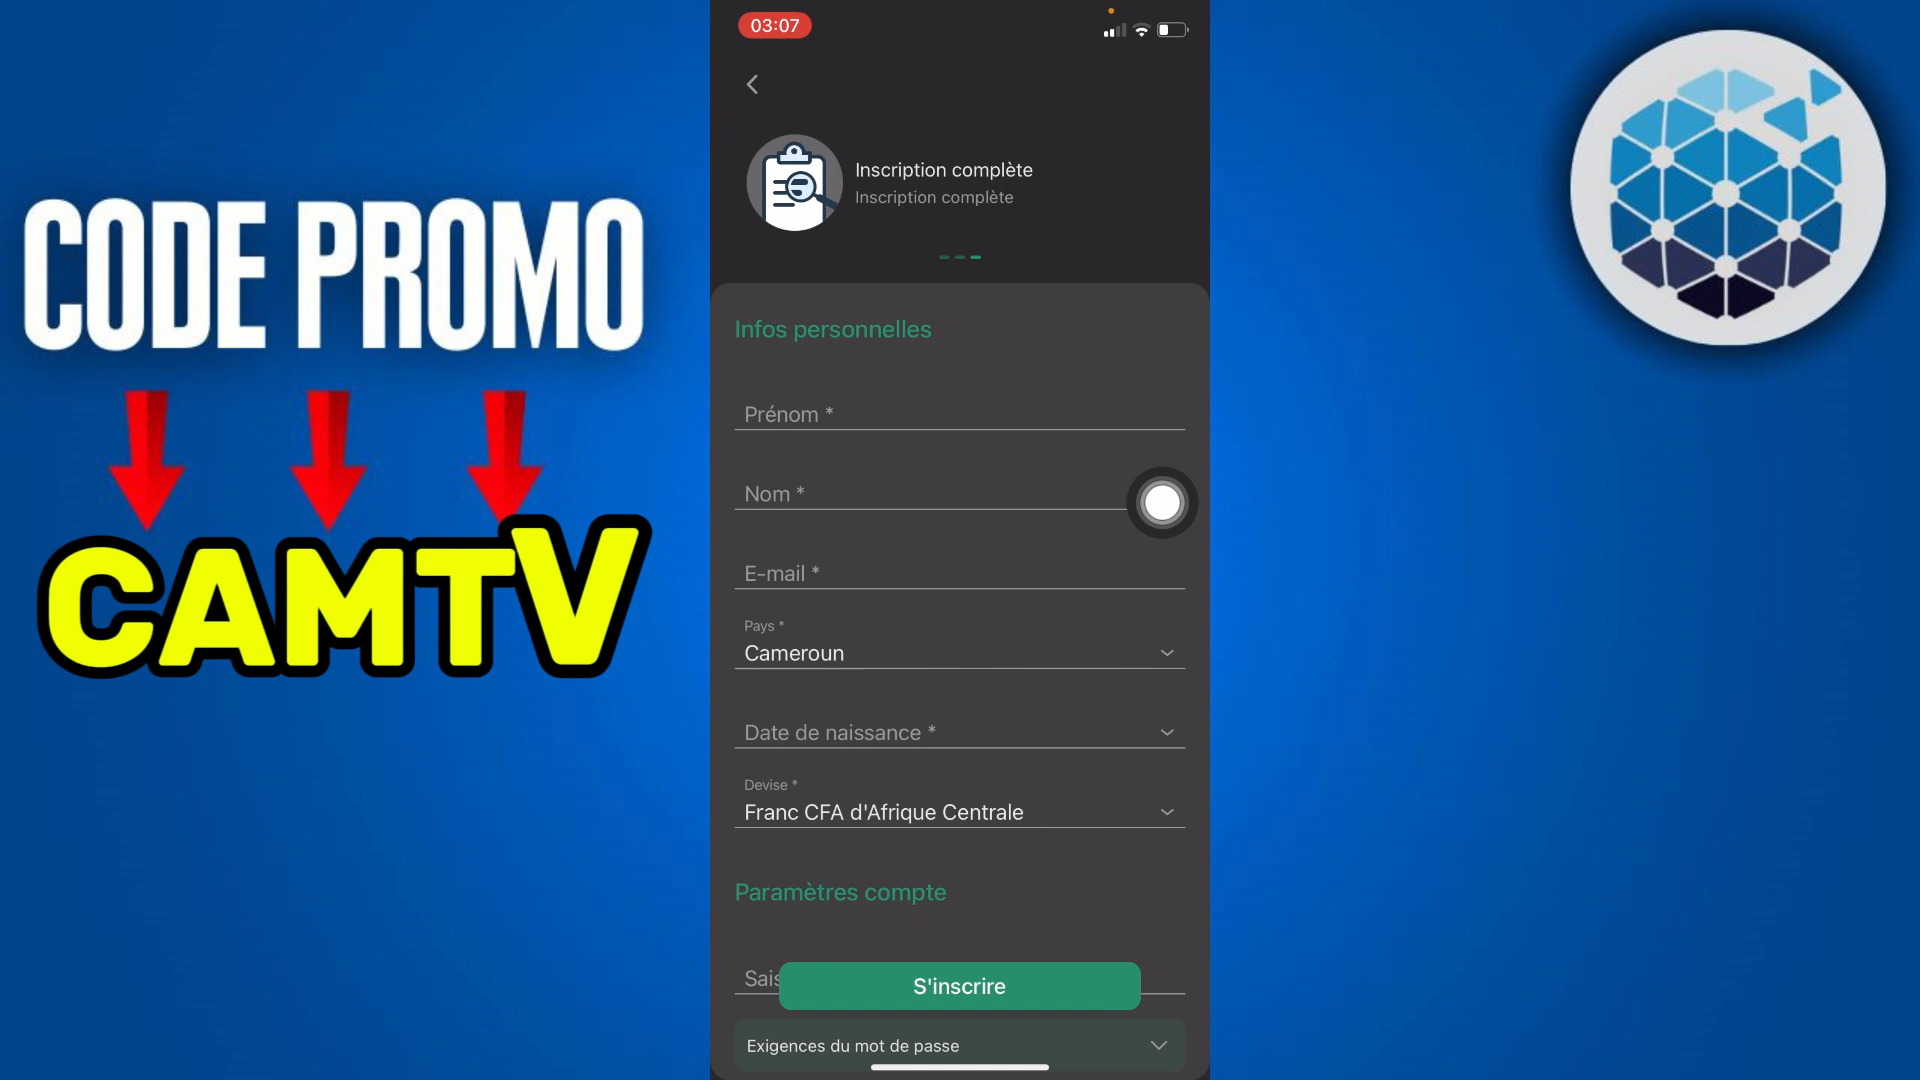 CODE PROMO
CAMTV
03:07
Inscription complète
Inscription complète
Infos personnelles
Prénom *
Nom *
E-mail *
Pays *
Cameroun
Date de naissance *
Devise *
Franc CFA d'Afrique Centrale
Paramètres compte
Sais
S'inscrire
Exigences du mot de passe